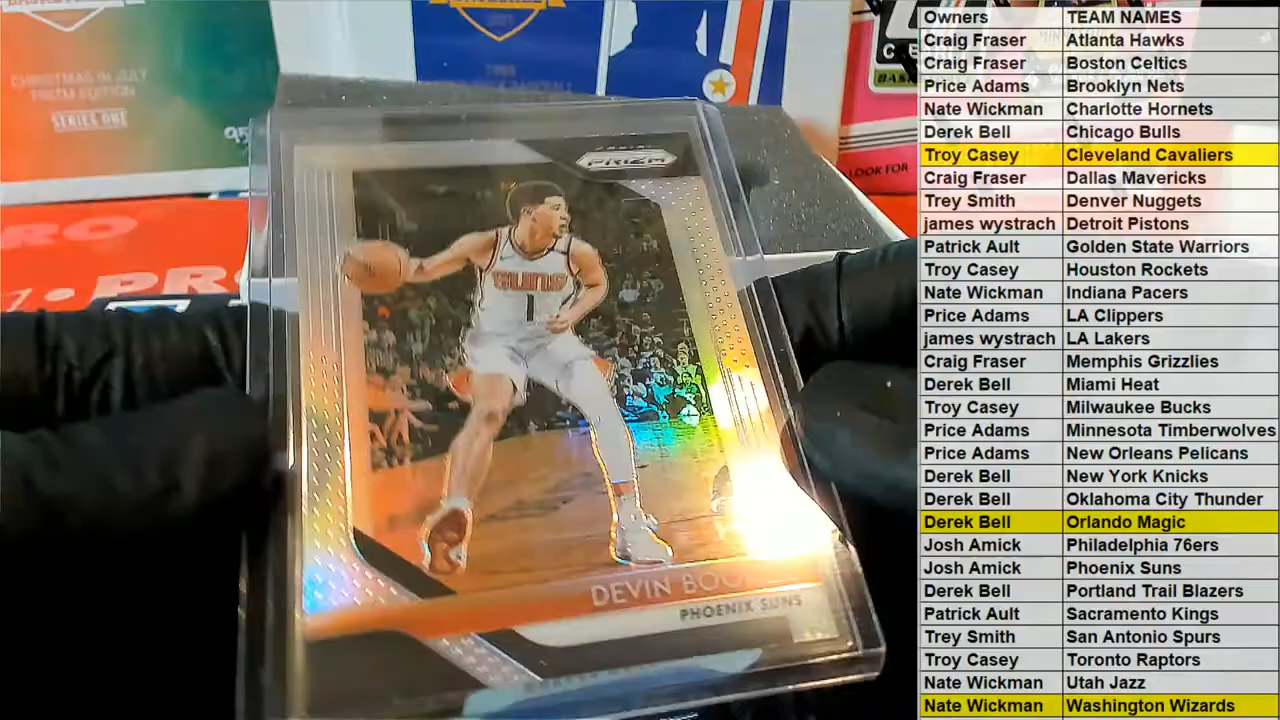 CHRISTMAS IN JULY
PRIZM EDITION
SERIES ONE
PANINI
PRIZM
SUNS
1
DEVIN
PHOENIX SUNS
LOOK FOR
Owners TEAM NAMES
Craig Fraser Atlanta Hawks
Craig Fraser Boston Celtics
Price Adams Brooklyn Nets
Nate Wickman Charlotte Hornets
Derek Bell Chicago Bulls
Troy Casey Cleveland Cavaliers
Craig Fraser Dallas Mavericks
Trey Smith Denver Nuggets
james wystrach Detroit Pistons
Patrick Ault Golden State Warriors
Troy Casey Houston Rockets
Nate Wickman Indiana Pacers
Price Adams LA Clippers
james wystrach LA Lakers
Craig Fraser Memphis Grizzlies
Derek Bell Miami Heat
Troy Casey Milwaukee Bucks
Price Adams Minnesota Timberwolves
Price Adams New Orleans Pelicans
Derek Bell New York Knicks
Derek Bell Oklahoma City Thunder
Derek Bell Orlando Magic
Josh Amick Philadelphia 76ers
Josh Amick Phoenix Suns
Derek Bell Portland Trail Blazers
Patrick Ault Sacramento Kings
Trey Smith San Antonio Spurs
Troy Casey Toronto Raptors
Nate Wickman Utah Jazz
Nate Wickman Washington Wizards